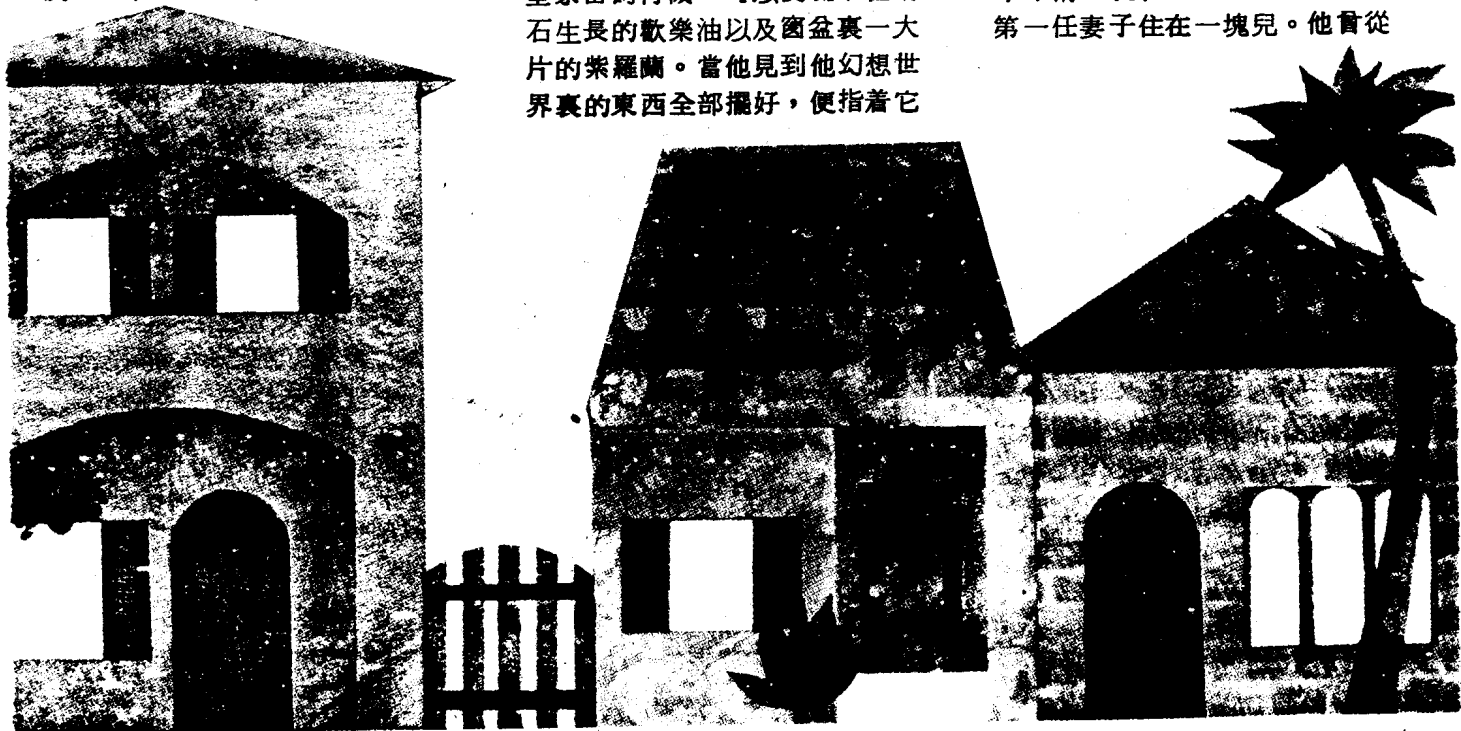 石生長的歡樂油以及窗盆裏一大
片的紫羅蘭。當他見到他幻想世
界裏的東西全部擺好，便指着它
第一任妻子住在一塊兒。他曾從